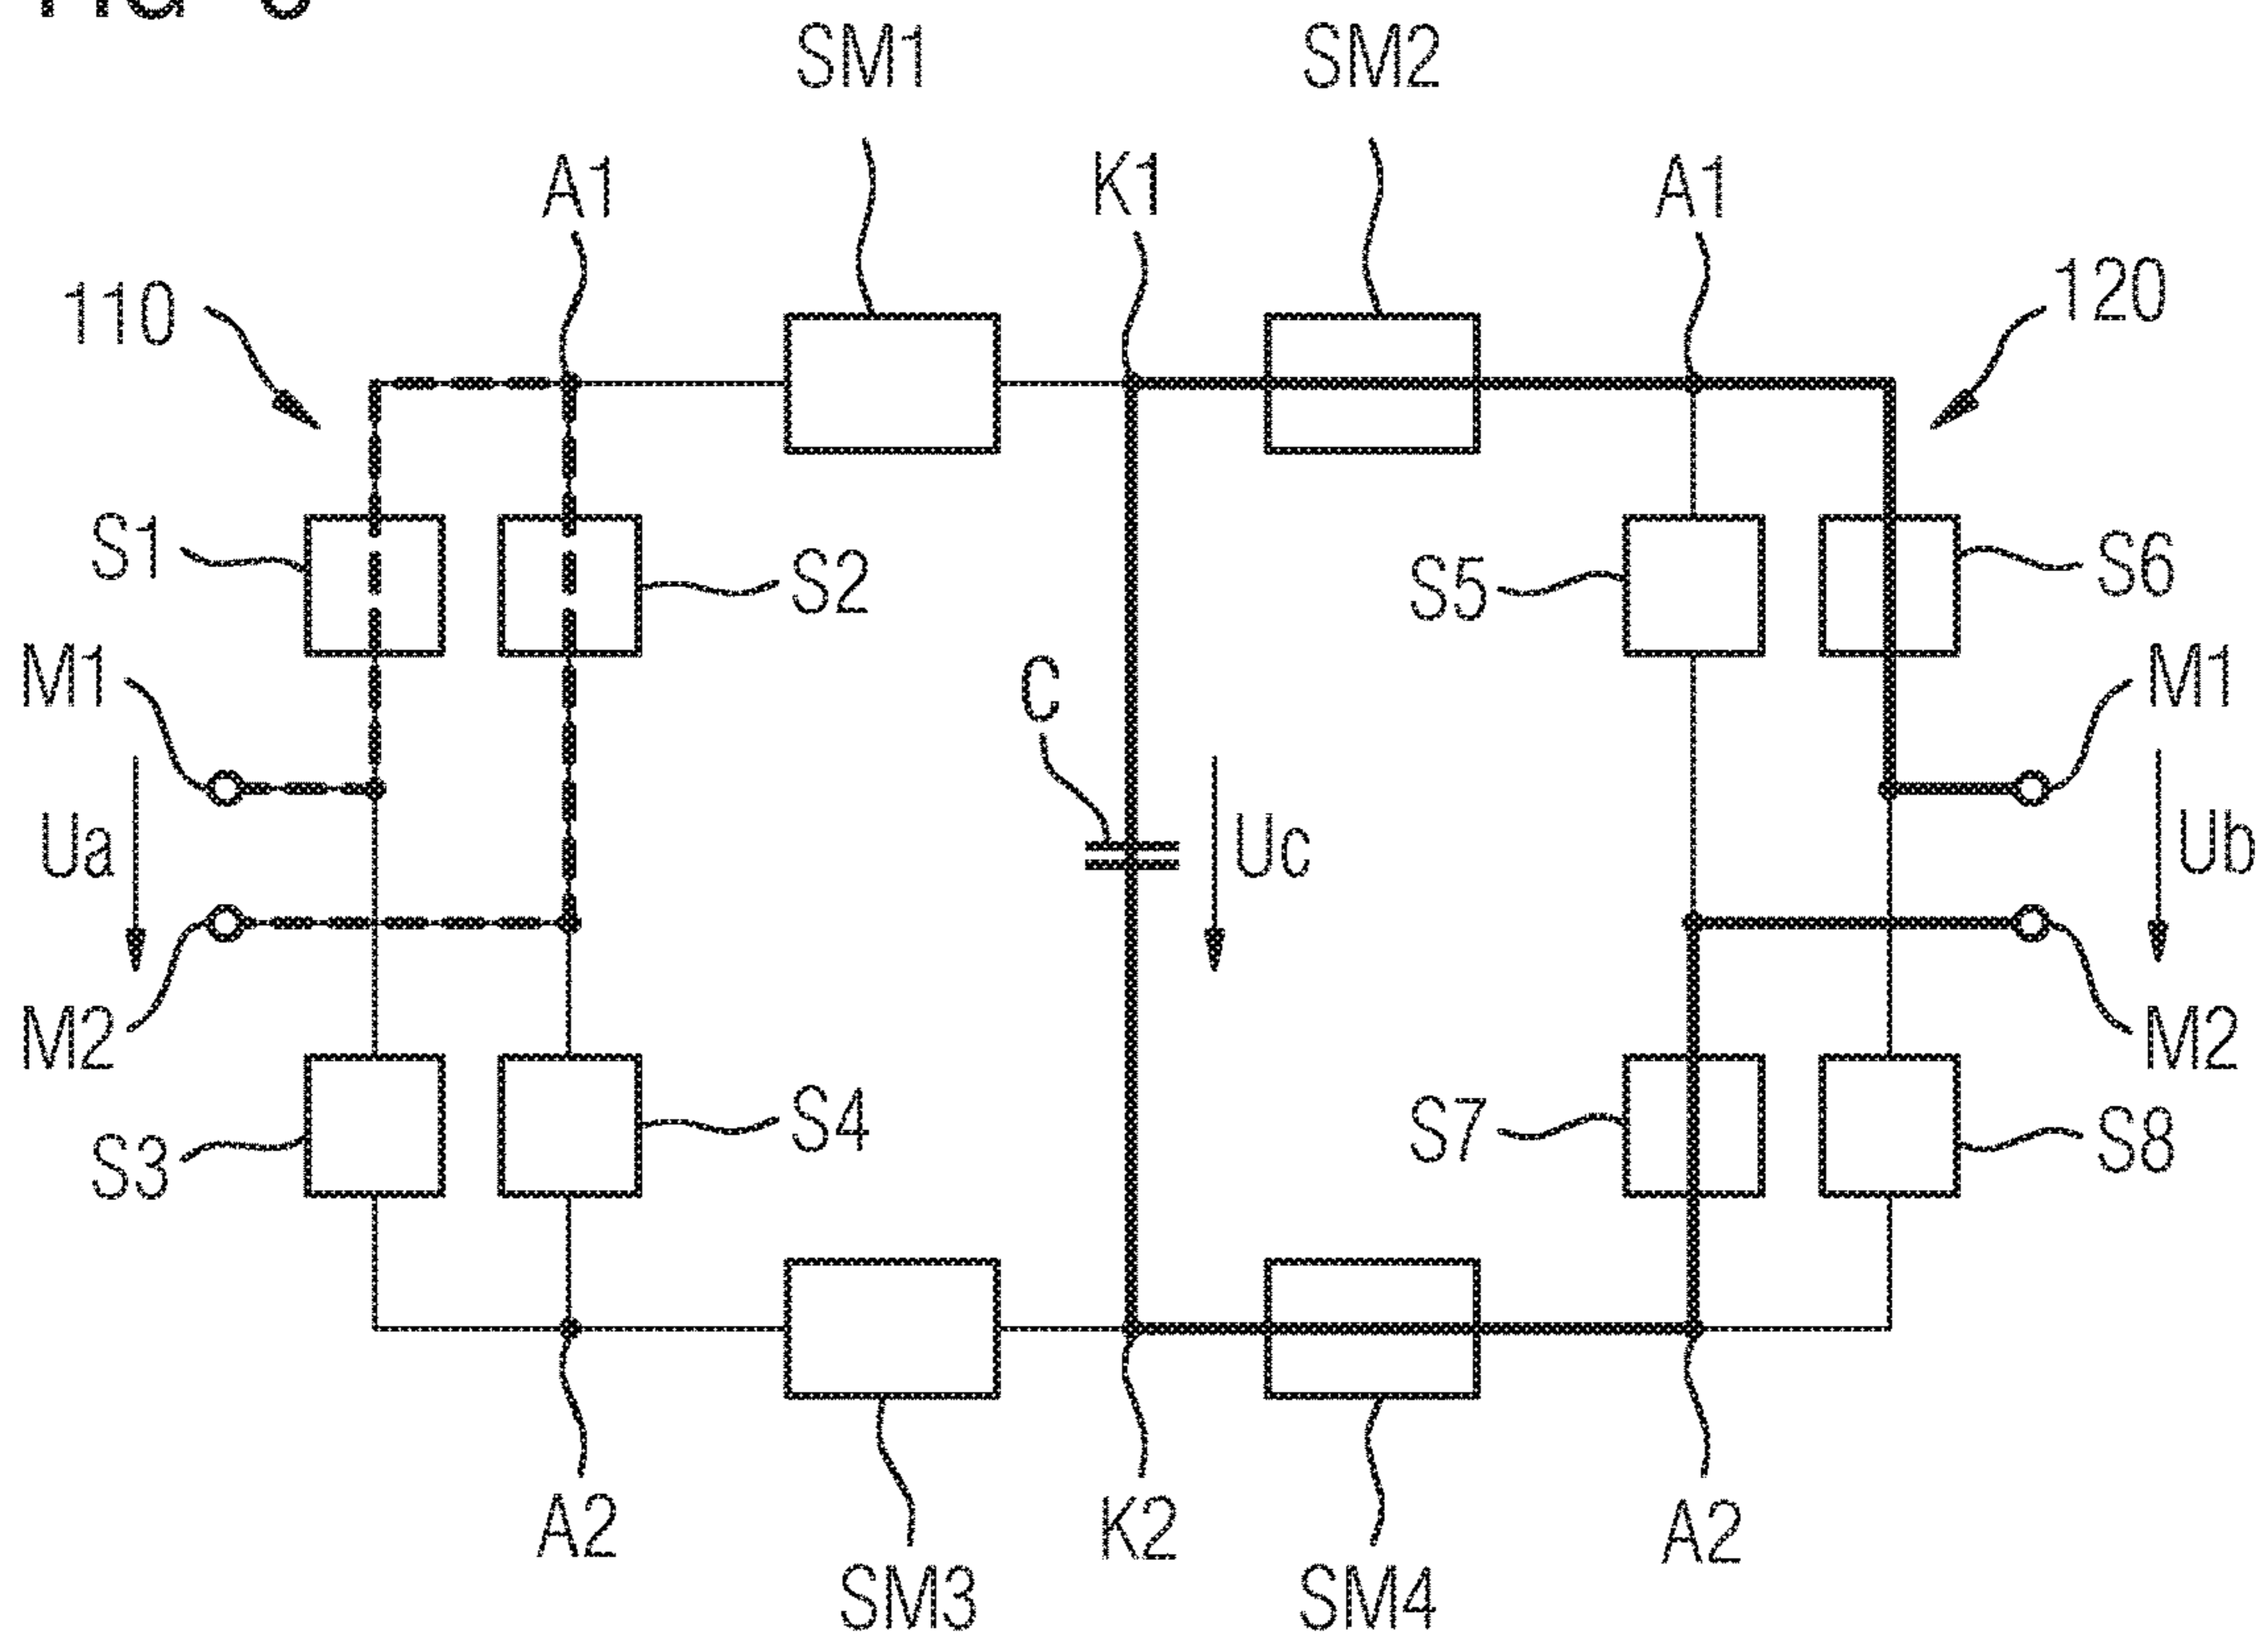 SM1 SM2
A1 K1 A1
110 120
S1 S2 S5 S6
M1 C M1
Ua Uc Ub
M2 M2
S3 S4 S7 S8
A2 K2 A2
SM3 SM4